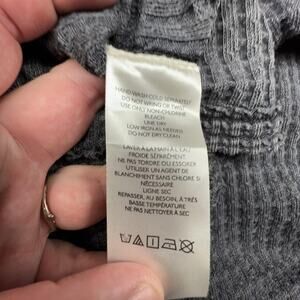 HAND WASH COLD SEPARATELY
DO NOT WRING OR TWIST
USE ONLY NON-CHLORINE
BLEACH
LINE DRY
LOW IRON AS NEEDED
DO NOT DRY CLEAN
LAVER À LA MAIN À L'EAU
FROIDE SÉPARÉMENT.
NE PAS TORDRE OU ESSORER
UTILISER UN AGENT DE
BLANCHIMENT SANS CHLORE SI
NÉCESSAIRE
LIGNE SEC
REPASSER, AU BESOIN, À TRÈS
BASSE TEMPÉRATURE
NE PAS NETTOYER À SEC